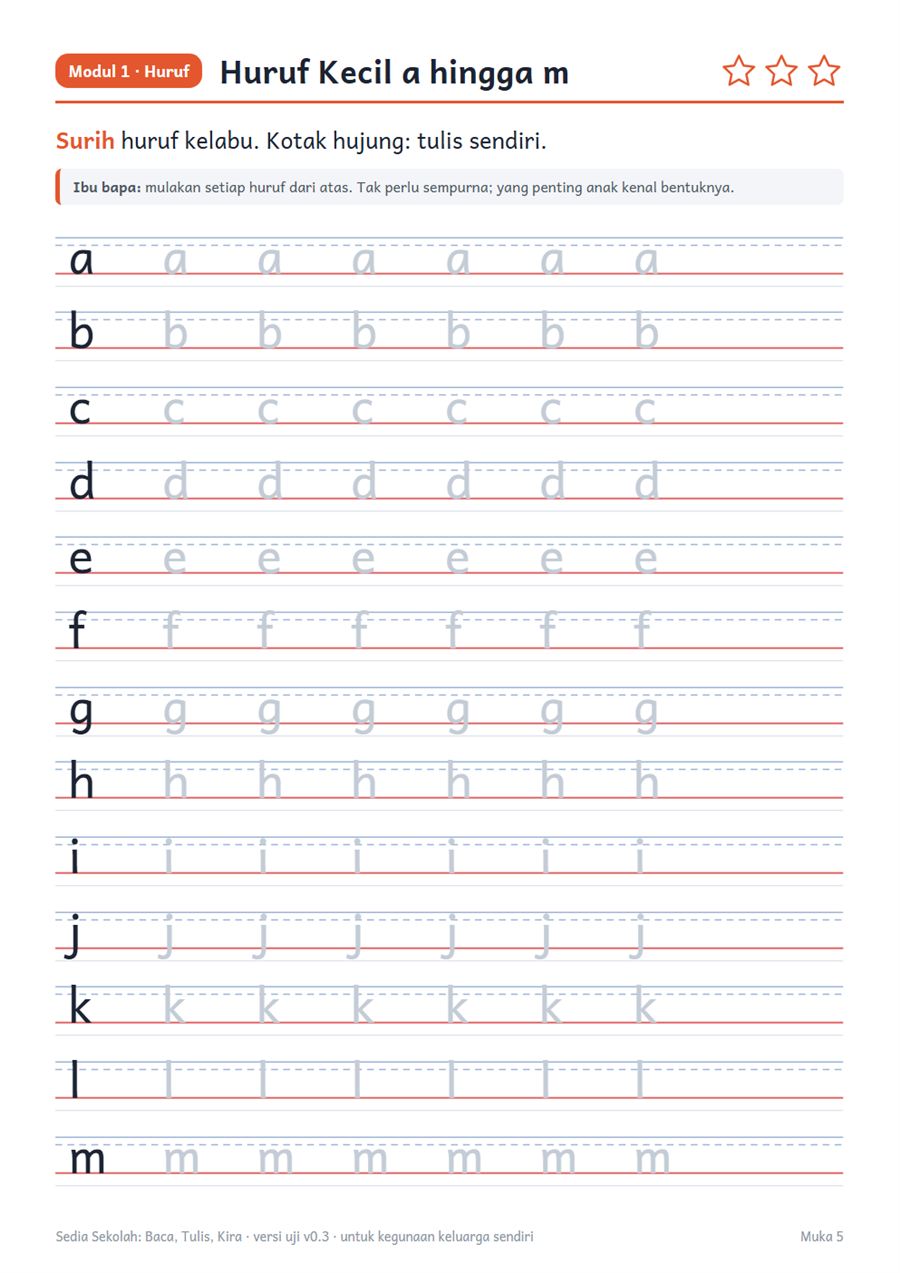 Modul 1 · Huruf
Huruf Kecil a hingga m
Surih huruf kelabu. Kotak hujung: tulis sendiri.
Ibu bapa: mulakan setiap huruf dari atas. Tak perlu sempurna; yang penting anak kenal bentuknya.
a a a a a a a
b b b b b b b
c c c c c c c
d d d d d d d
e e e e e e e
f f f f f f f
g g g g g g g
h h h h h h h
i i i i i i i
j j j j j j j
k k k k k k k
l l l l l l l
m m m m m m m
Sedia Sekolah: Baca, Tulis, Kira · versi uji v0.3 · untuk kegunaan keluarga sendiri
Muka 5